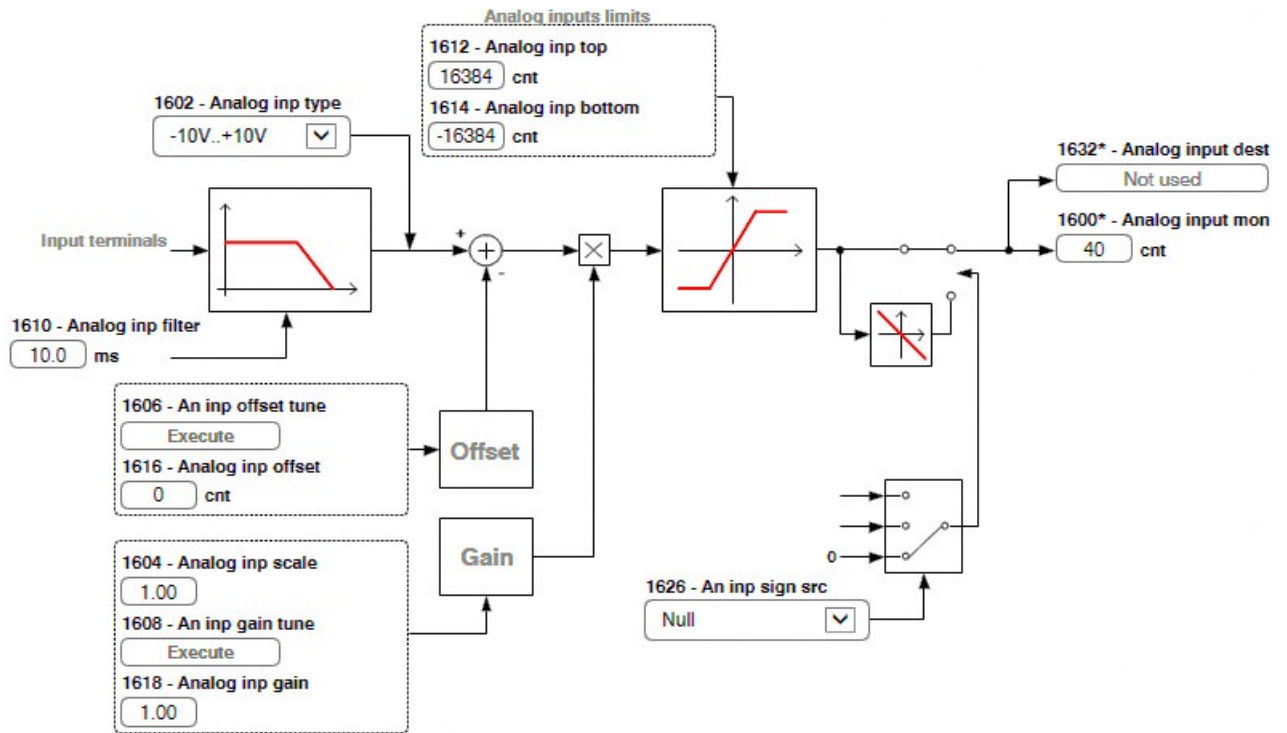 Analog inputs limits
1612 - Analog inp top
16384 cnt
1614 - Analog inp bottom
-16384 cnt
1602 - Analog inp type
-10V..+10V
1632* - Analog input dest
Not used
1600* - Analog input mon
40 cnt
Input terminals
+
+
-
1610 - Analog inp filter
10.0 ms
1606 - An inp offset tune
Execute
1616 - Analog inp offset
0 cnt
Offset
1604 - Analog inp scale
1.00
1608 - An inp gain tune
Execute
1618 - Analog inp gain
1.00
Gain
0
1626 - An inp sign src
Null